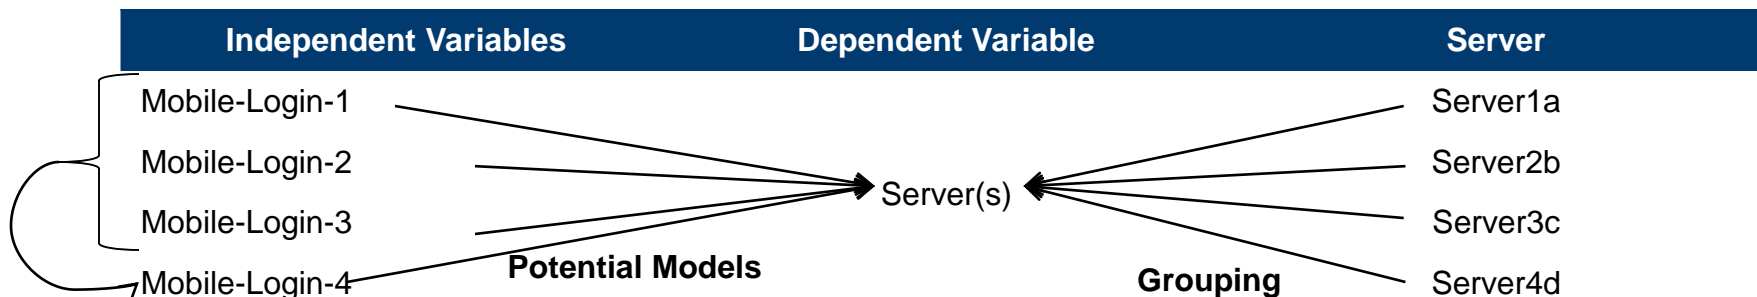 Independent Variables Dependent Variable Server
Mobile-Login-1 Server1a
Mobile-Login-2 Server2b
Server(s)
Mobile-Login-3 Server3c
Potential Models Grouping
Mobile-Login-4 Server4d